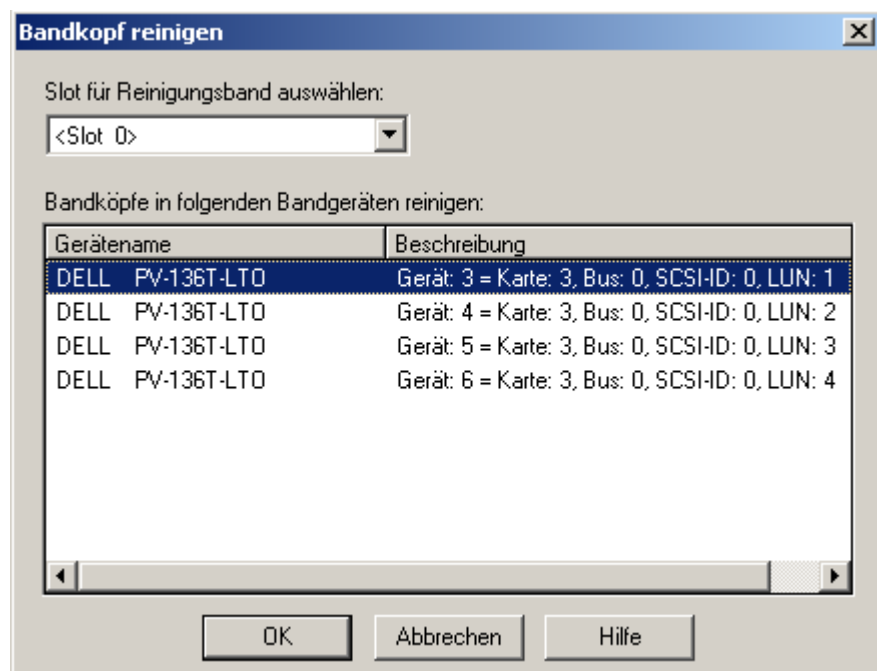 Bandkopf reinigen
Slot für Reinigungsband auswählen:
<Slot 0>
Bandköpfe in folgenden Bandgeräten reinigen:
Gerätename Beschreibung
DELL PV-136T-LTO Gerät: 3 = Karte: 3, Bus: 0, SCSI-ID: 0, LUN: 1
DELL PV-136T-LTO Gerät: 4 = Karte: 3, Bus: 0, SCSI-ID: 0, LUN: 2
DELL PV-136T-LTO Gerät: 5 = Karte: 3, Bus: 0, SCSI-ID: 0, LUN: 3
DELL PV-136T-LTO Gerät: 6 = Karte: 3, Bus: 0, SCSI-ID: 0, LUN: 4
OK Abbrechen Hilfe